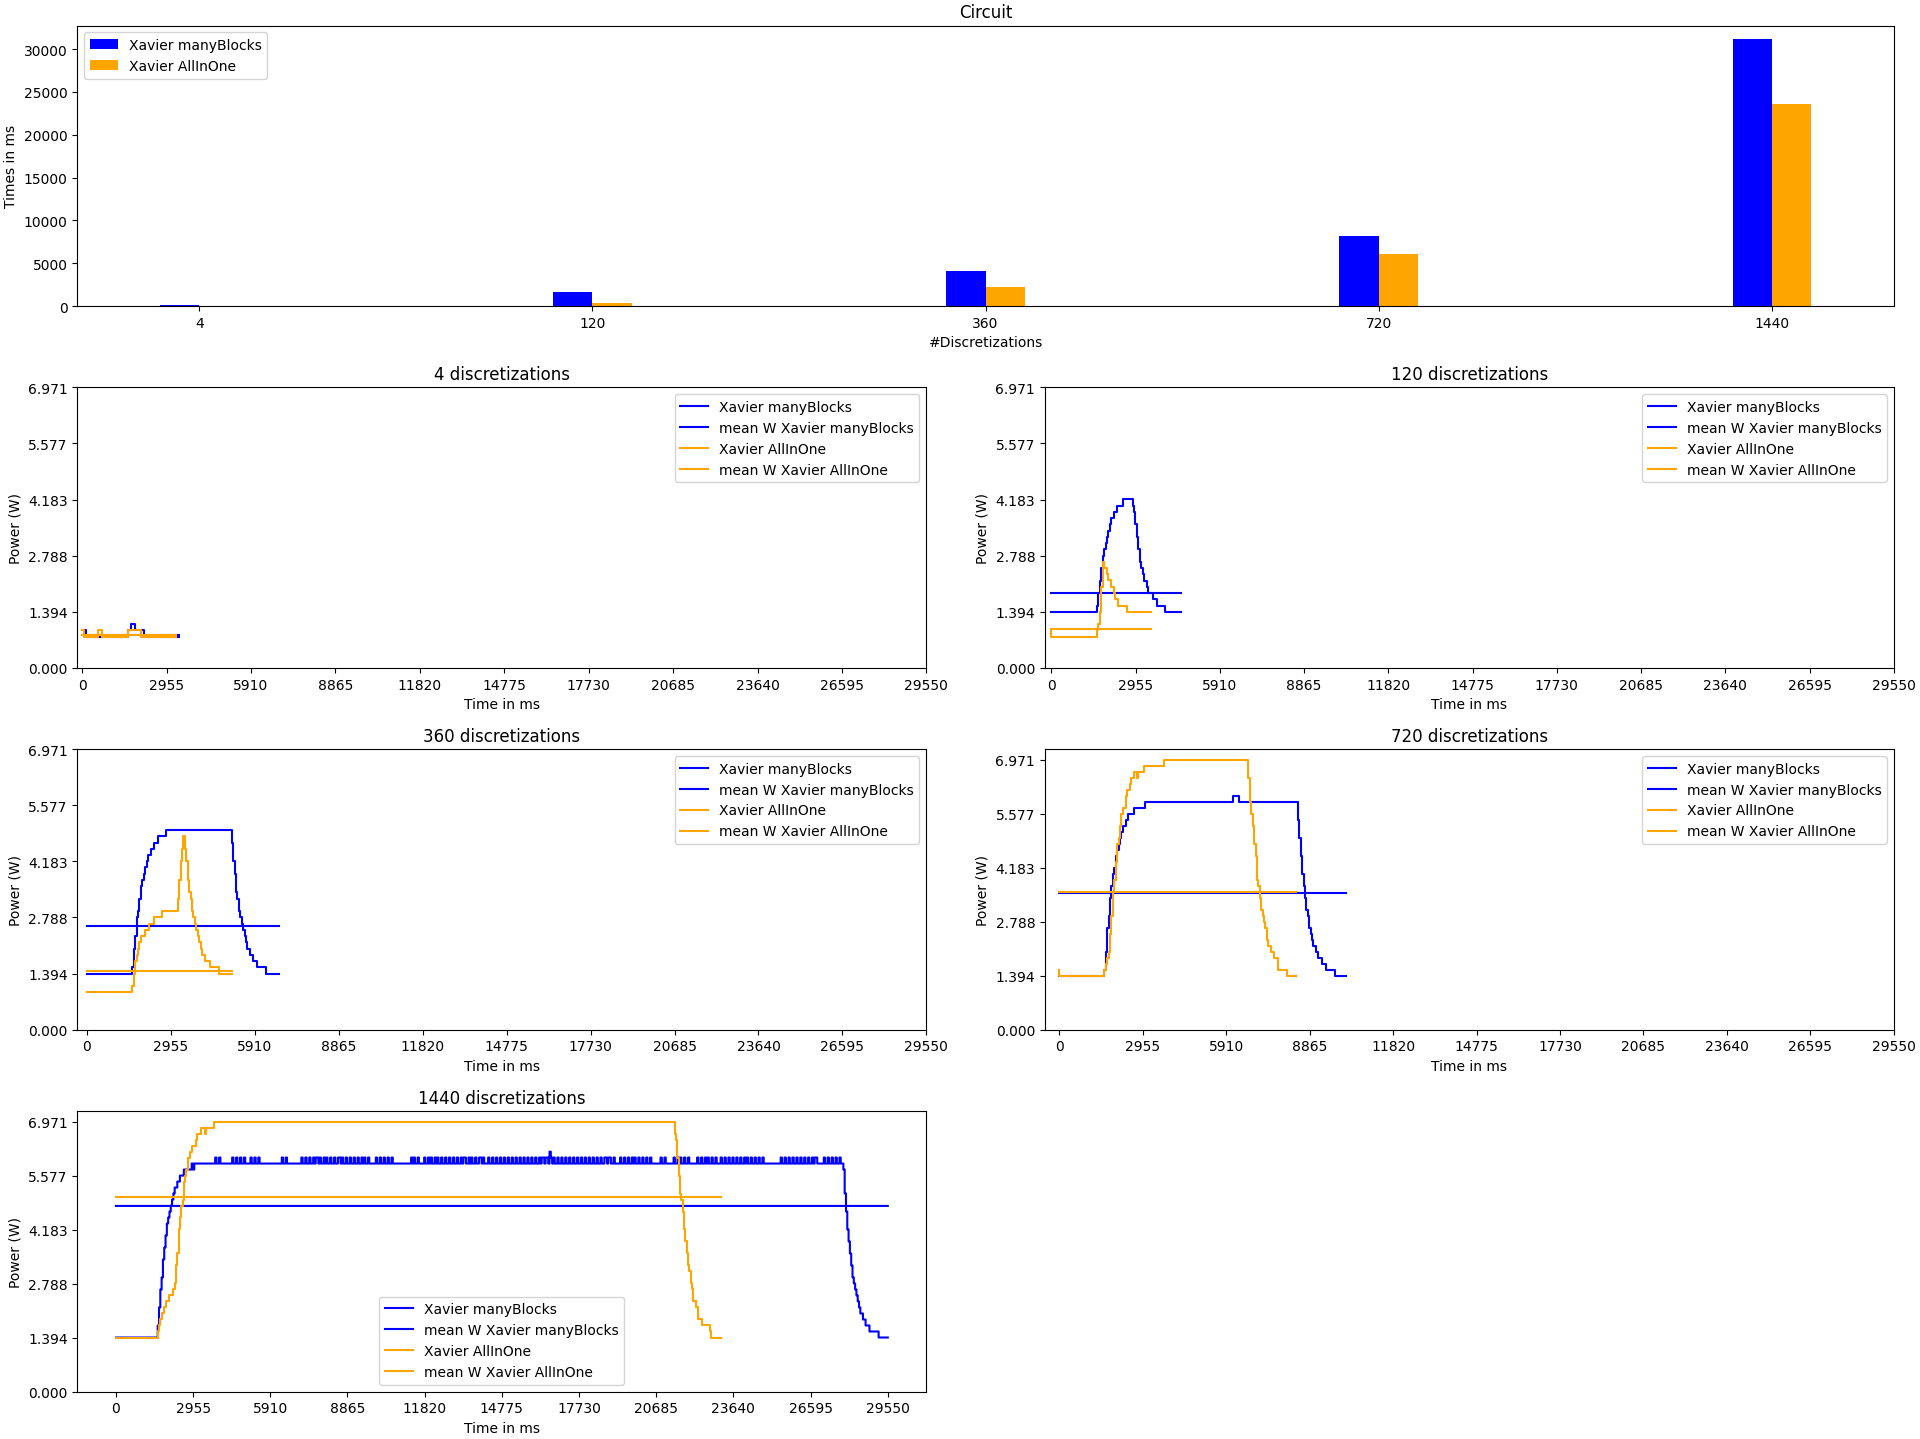 Circuit
Xavier manyBlocks
Xavier AllInOne
Times in ms
30000
25000
20000
15000
10000
5000
0
4 120 360 720 1440
#Discretizations
4 discretizations
Xavier manyBlocks
mean W Xavier manyBlocks
Xavier AllInOne
mean W Xavier AllInOne
Power (W)
6.971
5.577
4.183
2.788
1.394
0.000
0 2955 5910 8865 11820 14775 17730 20685 23640 26595 29550
Time in ms
120 discretizations
Xavier manyBlocks
mean W Xavier manyBlocks
Xavier AllInOne
mean W Xavier AllInOne
Power (W)
6.971
5.577
4.183
2.788
1.394
0.000
0 2955 5910 8865 11820 14775 17730 20685 23640 26595 29550
Time in ms
360 discretizations
Xavier manyBlocks
mean W Xavier manyBlocks
Xavier AllInOne
mean W Xavier AllInOne
Power (W)
6.971
5.577
4.183
2.788
1.394
0.000
0 2955 5910 8865 11820 14775 17730 20685 23640 26595 29550
Time in ms
720 discretizations
Xavier manyBlocks
mean W Xavier manyBlocks
Xavier AllInOne
mean W Xavier AllInOne
Power (W)
6.971
5.577
4.183
2.788
1.394
0.000
0 2955 5910 8865 11820 14775 17730 20685 23640 26595 29550
Time in ms
1440 discretizations
Power (W)
6.971
5.577
4.183
2.788
1.394
0.000
Xavier manyBlocks
mean W Xavier manyBlocks
Xavier AllInOne
mean W Xavier AllInOne
0 2955 5910 8865 11820 14775 17730 20685 23640 26595 29550
Time in ms